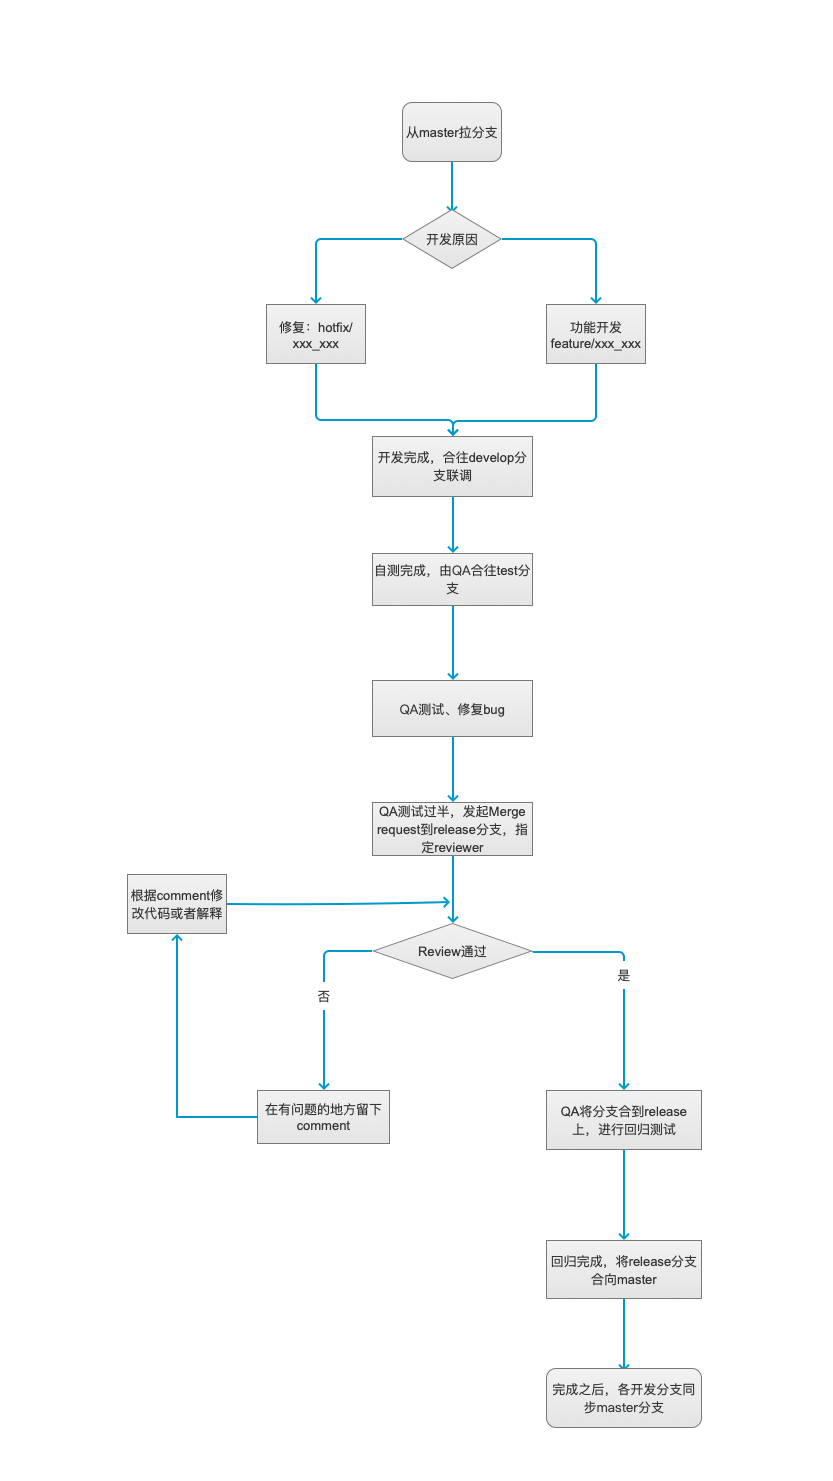 从master拉分支
开发原因
修复：hotfix/
xxx_xxx
功能开发
feature/xxx_xxx
开发完成，合往develop分
支联调
自测完成，由QA合往test分
支
QA测试、修复bug
QA测试过半，发起Merge
request到release分支，指
定reviewer
根据comment修
改代码或者解释
Review通过
否
是
在有问题的地方留下
comment
QA将分支合到release
上，进行回归测试
回归完成，将release分支
合向master
完成之后，各开发分支同
步master分支